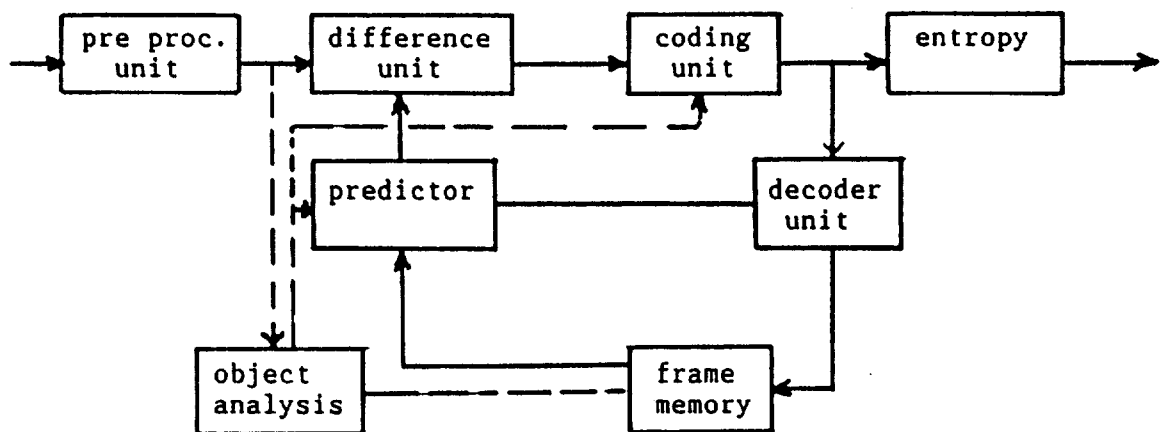 pre proc.
unit
difference
unit
coding
unit
entropy
predictor
decoder
unit
object
analysis
frame
memory